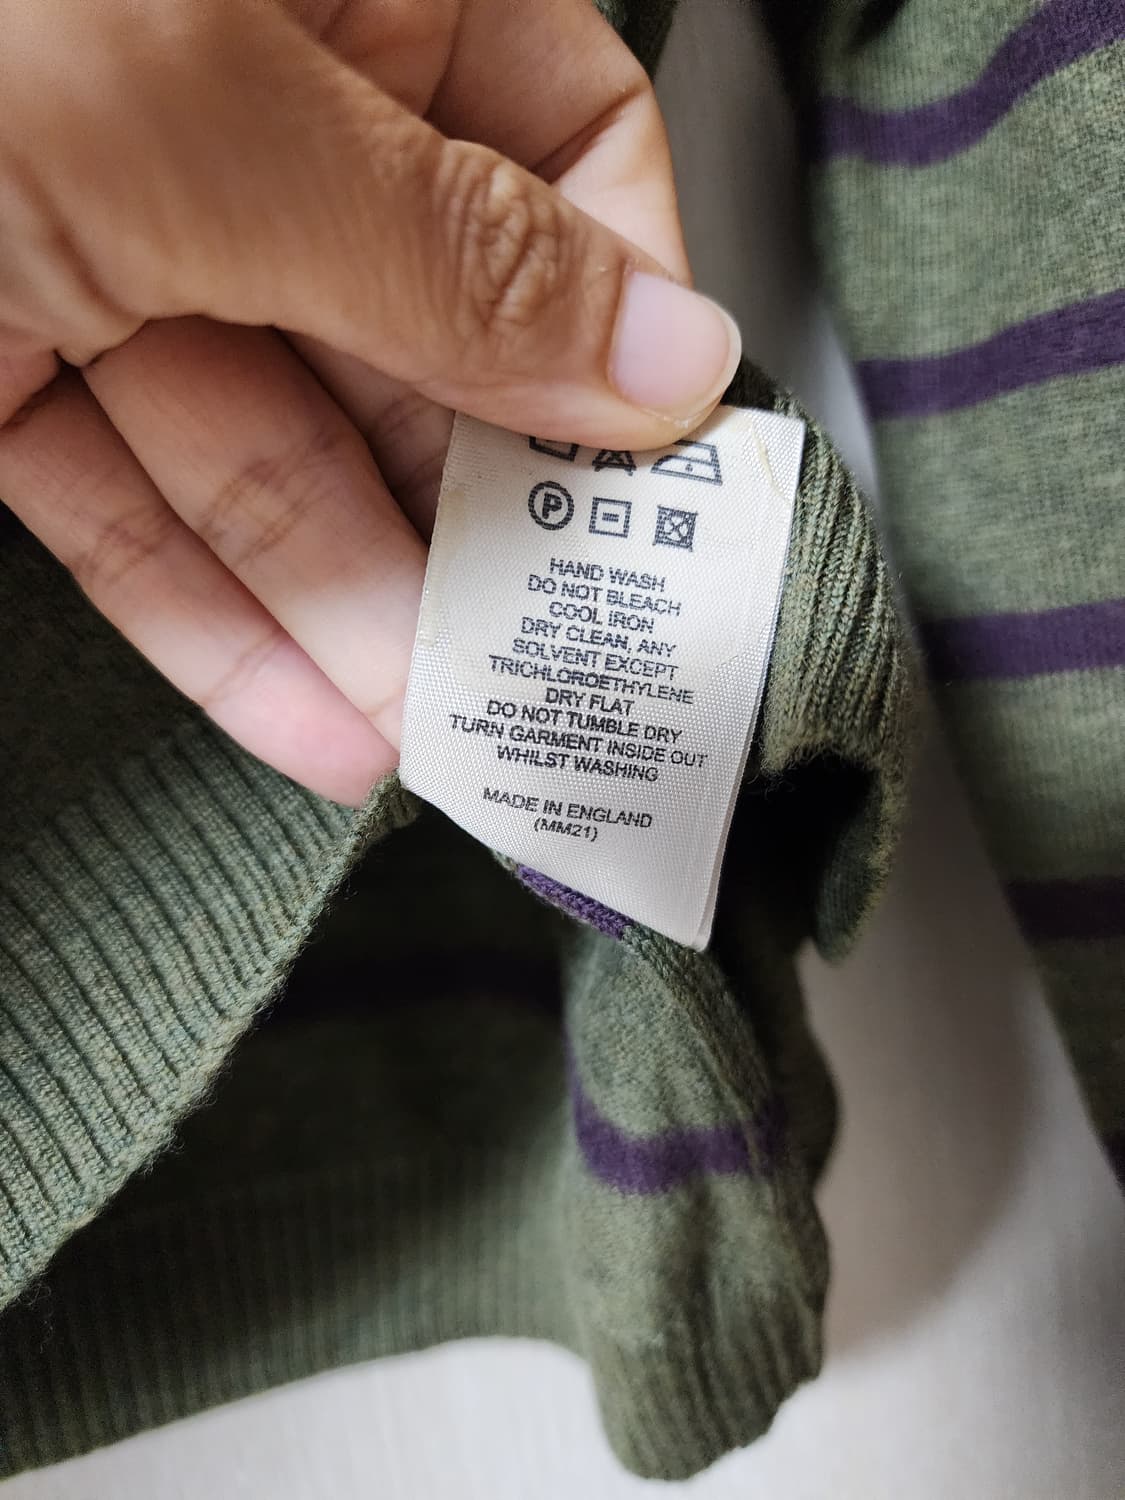 P
HAND WASH
DO NOT BLEACH
COOL IRON
DRY CLEAN, ANY
SOLVENT EXCEPT
TRICHLOROETHYLENE
DRY FLAT
DO NOT TUMBLE DRY
TURN GARMENT INSIDE OUT
WHILST WASHING
MADE IN ENGLAND
(MM21)